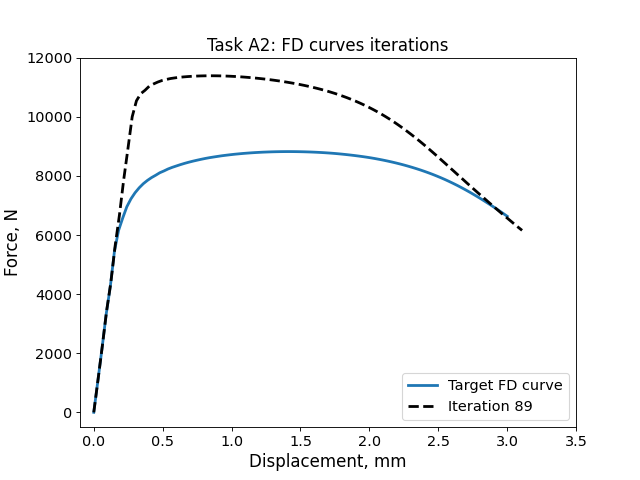 Task A2: FD curves iterations
12000
10000
8000
6000
4000
2000
0
Force, N
Target FD curve
Iteration 89
0.0 0.5 1.0 1.5 2.0 2.5 3.0 3.5
Displacement, mm